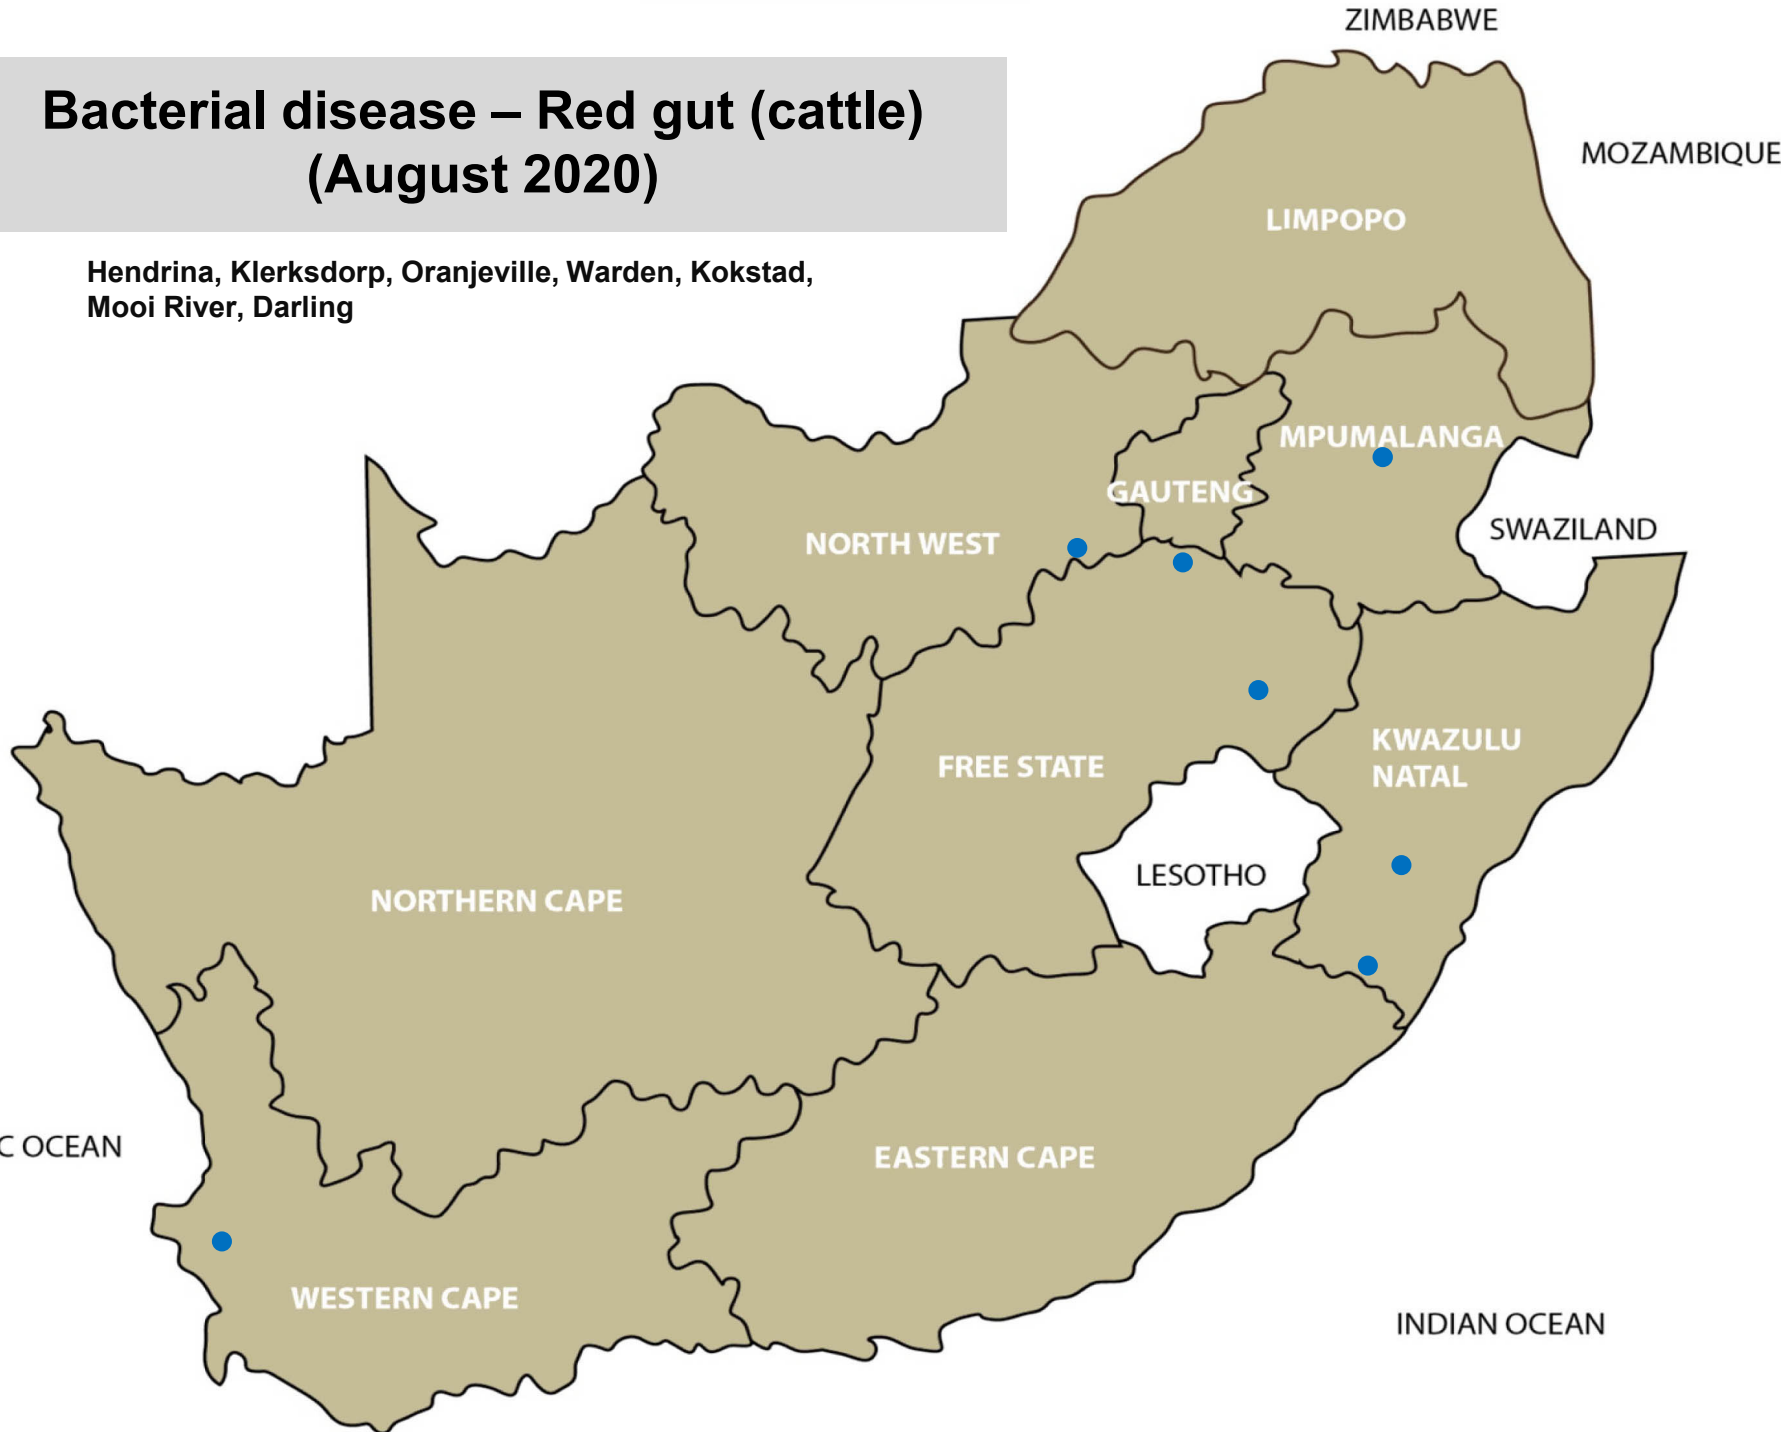 ZIMBABWE
Bacterial disease – Red gut (cattle)
(August 2020)
MOZAMBIQUE
LIMPOPO
Hendrina, Klerksdorp, Oranjeville, Warden, Kokstad,
Mooi River, Darling
MPUMALANGA
GAUTENG
SWAZILAND
NORTH WEST
KWAZULU
NATAL
FREE STATE
LESOTHO
NORTHERN CAPE
C OCEAN
EASTERN CAPE
WESTERN CAPE
INDIAN OCEAN